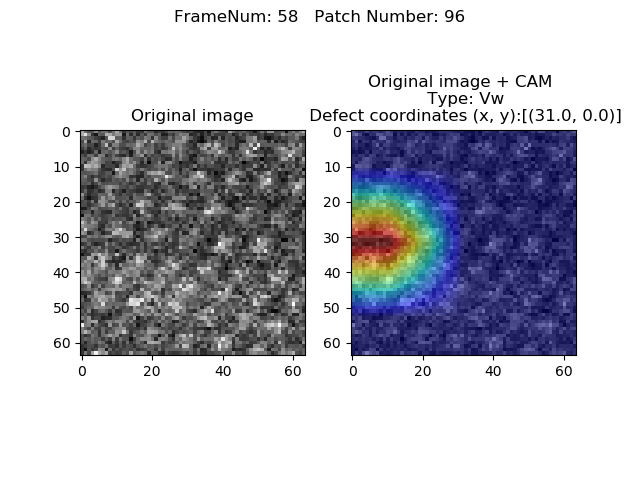 FrameNum: 58   Patch Number: 96
Original image
0
10
20
30
40
50
60
0 20 40 60
Original image + CAM
Type: Vw
Defect coordinates (x, y):[(31.0, 0.0)]
0
10
20
30
40
50
60
0 20 40 60